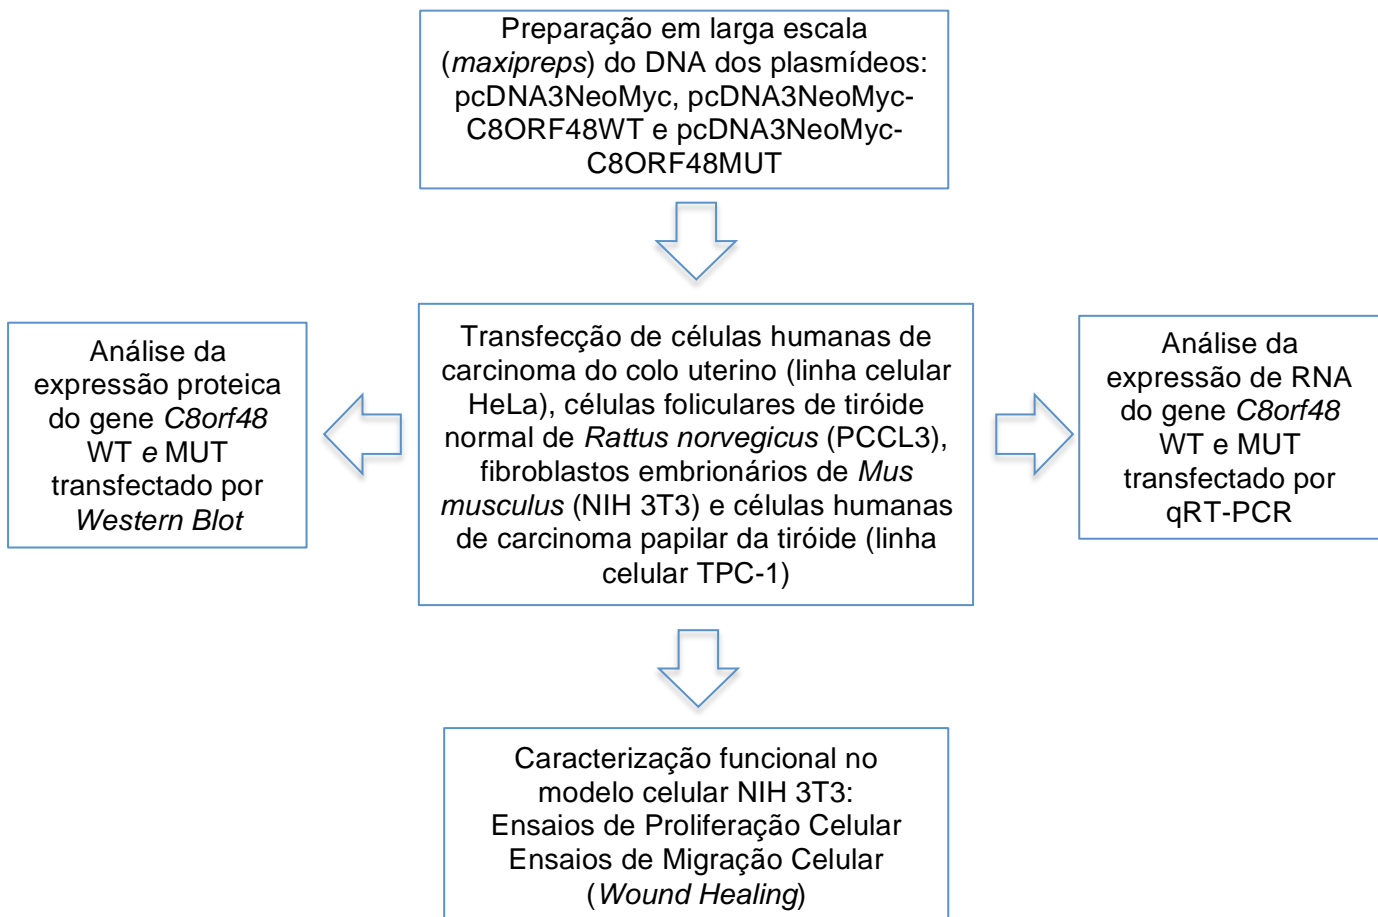 Preparação em larga escala
(maxipreps) do DNA dos plasmídeos:
pcDNA3NeoMyc, pcDNA3NeoMyc-
C8ORF48WT e pcDNA3NeoMyc-
C8ORF48MUT
Análise da
expressão proteica
do gene C8orf48
WT e MUT
transfectado por
Western Blot
Transfecção de células humanas de
carcinoma do colo uterino (linha celular
HeLa), células foliculares de tiróide
normal de Rattus norvegicus (PCCL3),
fibroblastos embrionários de Mus
musculus (NIH 3T3) e células humanas
de carcinoma papilar da tiróide (linha
celular TPC-1)
Análise da
expressão de RNA
do gene C8orf48
WT e MUT
transfectado por
qRT-PCR
Caracterização funcional no
modelo celular NIH 3T3:
Ensaios de Proliferação Celular
Ensaios de Migração Celular
(Wound Healing)